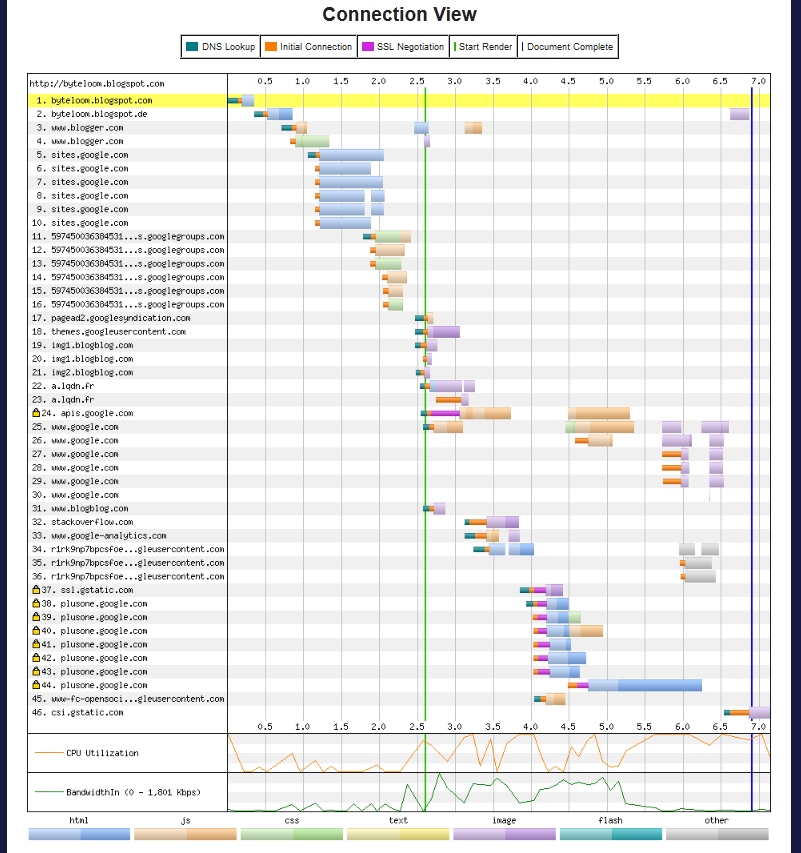 Connection View
DNS Lookup Initial Connection SSL Negotiation Start Render Document Complete
http://byteloom.blogspot.com 0.5 1.0 1.5 2.0 2.5 3.0 3.5 4.0 4.5 5.0 5.5 6.0 6.5 7.0
1. byteloom.blogspot.com
2. byteloom.blogspot.de
3. www.blogger.com
4. www.blogger.com
5. sites.google.com
6. sites.google.com
7. sites.google.com
8. sites.google.com
9. sites.google.com
10. sites.google.com
11. 597450036384531...s.googlegroups.com
12. 597450036384531...s.googlegroups.com
13. 597450036384531...s.googlegroups.com
14. 597450036384531...s.googlegroups.com
15. 597450036384531...s.googlegroups.com
16. 597450036384531...s.googlegroups.com
17. pagead2.googlesyndication.com
18. themes.googleusercontent.com
19. img1.blogblog.com
20. img1.blogblog.com
21. img2.blogblog.com
22. a.lqdn.fr
23. a.lqdn.fr
24. apis.google.com
25. www.google.com
26. www.google.com
27. www.google.com
28. www.google.com
29. www.google.com
30. www.google.com
31. www.blogblog.com
32. stackoverflow.com
33. www.google-analytics.com
34. r1rk9np7bpcsfoe...gleusercontent.com
35. r1rk9np7bpcsfoe...gleusercontent.com
36. r1rk9np7bpcsfoe...gleusercontent.com
37. ssl.gstatic.com
38. plusone.google.com
39. plusone.google.com
40. plusone.google.com
41. plusone.google.com
42. plusone.google.com
43. plusone.google.com
44. plusone.google.com
45. www-fc-opensoci...gleusercontent.com
46. csi.gstatic.com
0.5 1.0 1.5 2.0 2.5 3.0 3.5 4.0 4.5 5.0 5.5 6.0 6.5 7.0
CPU Utilization
BandwidthIn (0 - 1,801 Kbps)
html js css text image flash other